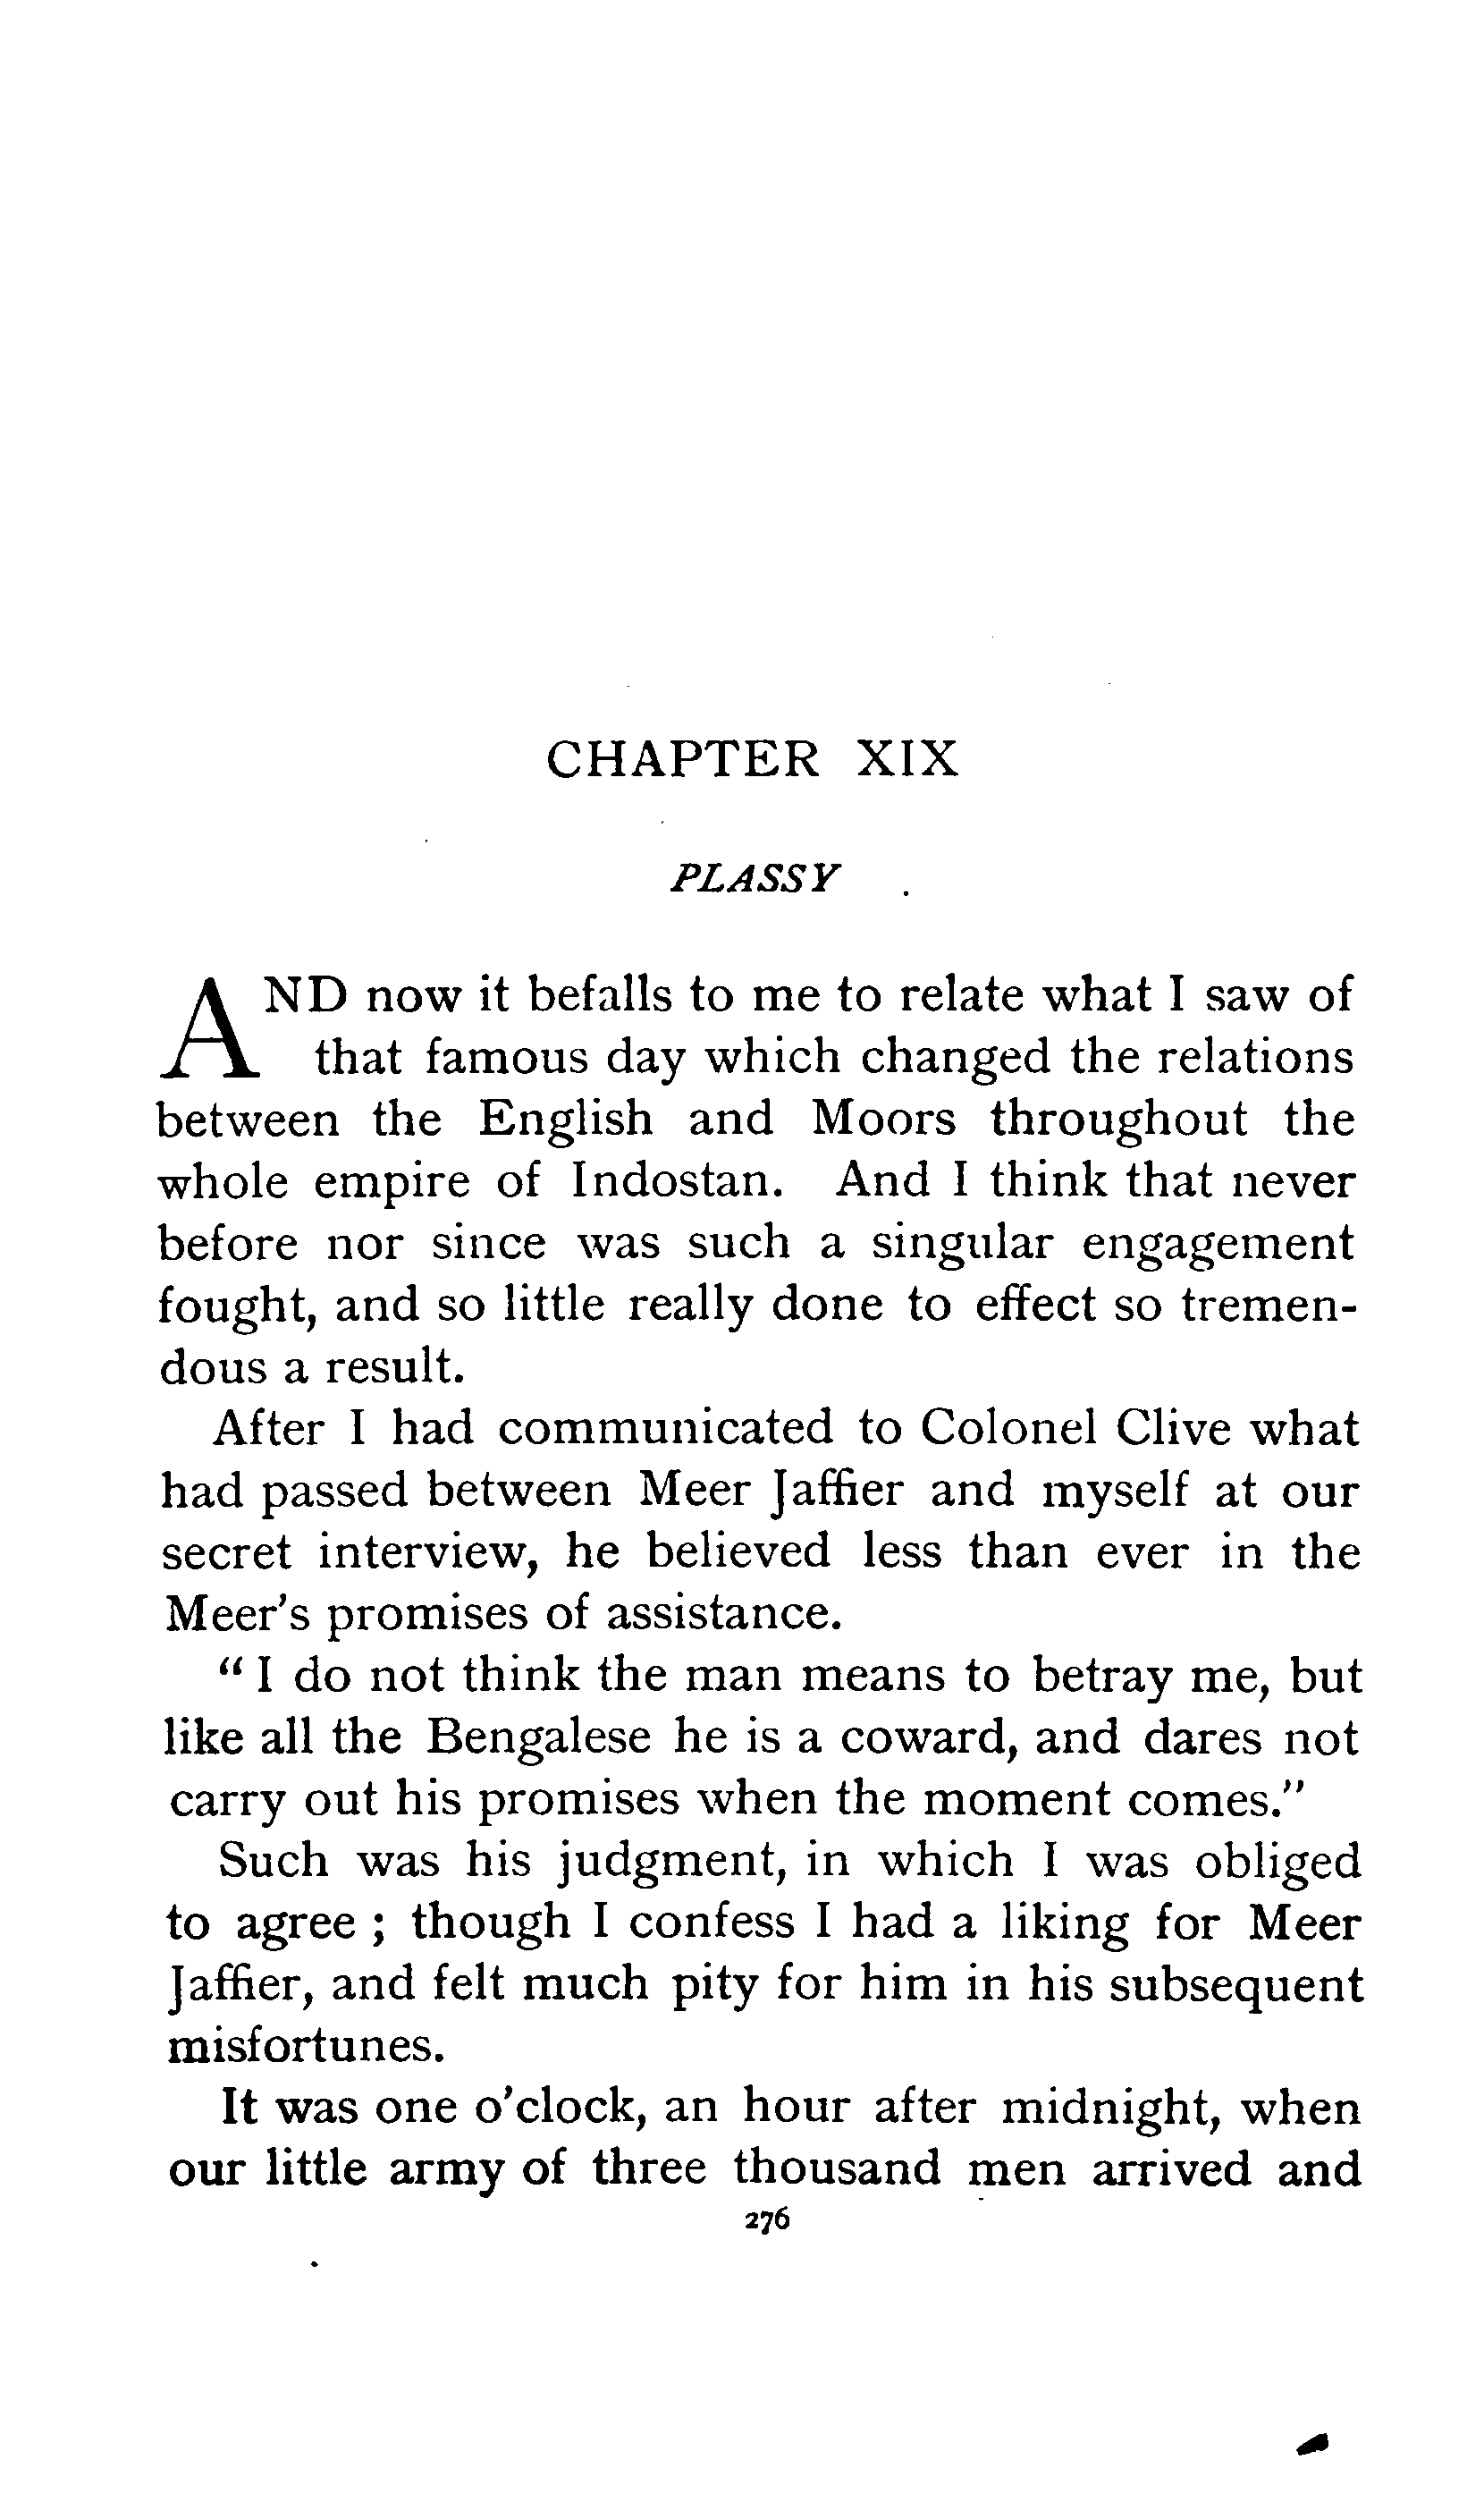 CHAPTER XIX
PLASSY
AND now it befalls to me to relate what I saw of
that famous day which changed the relations
between the English and Moors throughout the
whole empire of Indostan. And I think that never
before nor since was such a singular engagement
fought, and so little really done to effect so tremen-
dous a result.
After I had communicated to Colonel Clive what
had passed between Meer Jaffier and myself at our
secret interview, he believed less than ever in the
Meer's promises of assistance.
“ I do not think the man means to betray me, but
like all the Bengalese he is a coward, and dares not
carry out his promises when the moment comes.”
Such was his judgment, in which I was obliged
to agree ; though I confess I had a liking for Meer
Jaffier, and felt much pity for him in his subsequent
misfortunes.
It was one o'clock, an hour after midnight, when
our little army of three thousand men arrived and
276